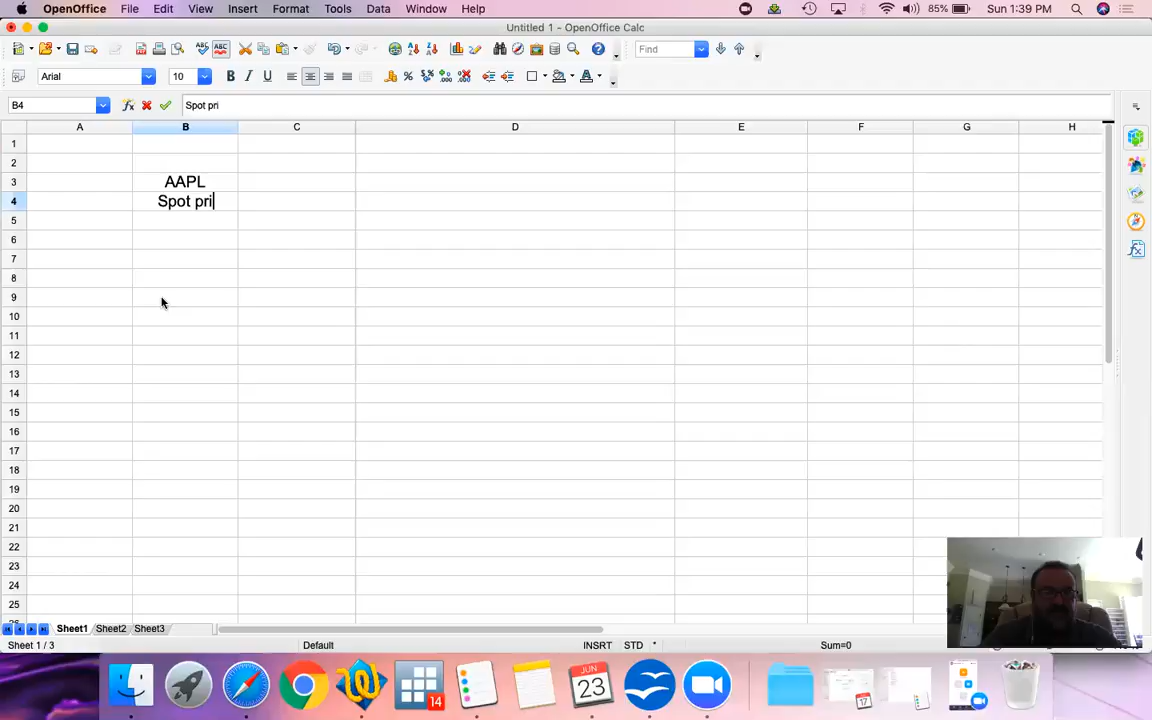 OpenOffice File Edit View Insert Format Tools Data Window Help 85% Sun 1:39 PM
Untitled 1 - OpenOffice Calc
Find
Arial 10 B I U
B4 Spot pri
A B C D E F G H
1
2
3 AAPL
4 Spot pri
5
6
7
8
9
10
11
12
13
14
15
16
17
18
19
20
21
22
23
24
25
Sheet1 Sheet2 Sheet3
Sheet 1 / 3 Default INSRT STD * Sum=0
14 JUN 23 17